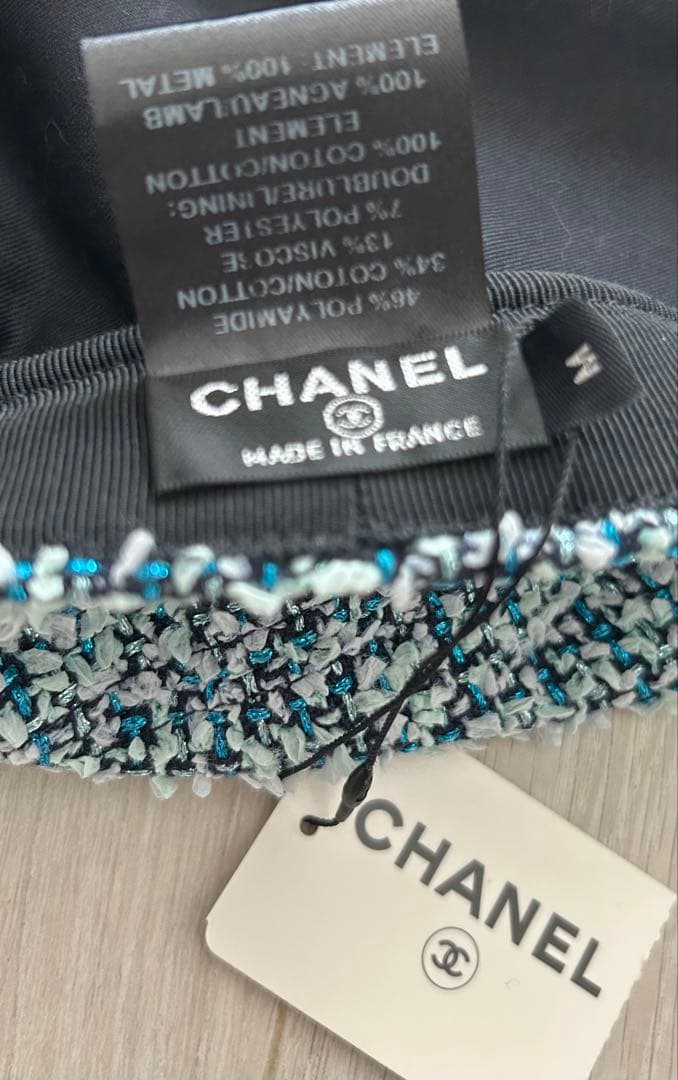 46% POLYAMIDE
34% COTON/COTTON
13% VISCOSE
7% POLYESTER
DOUBLURE/LINING:
100% COTON/COTTON
ELEMENT
100% AGNEAU/LAMB
ELEMENT: 100% METAL
CHANEL
MADE IN FRANCE
M
CHANEL